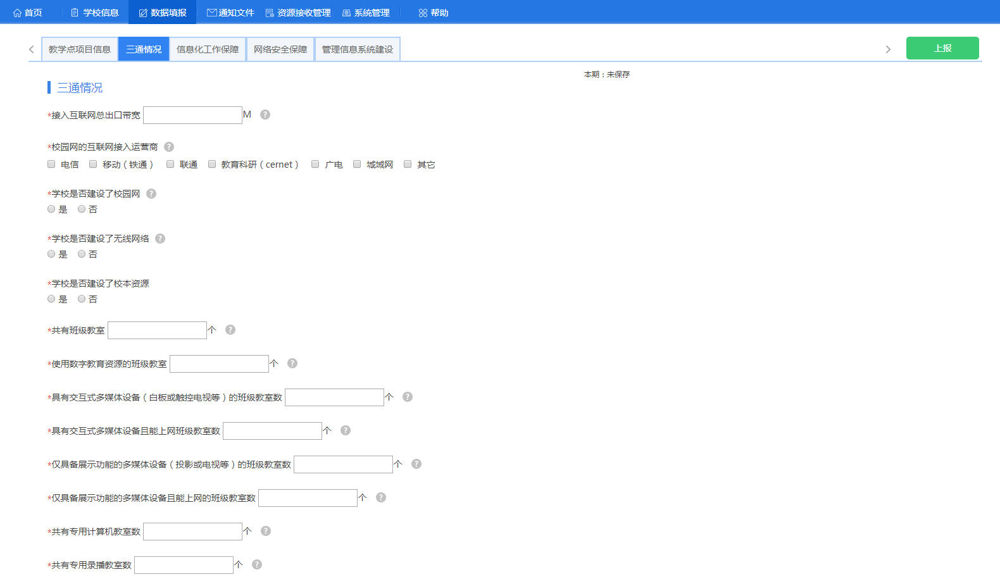 首页 学校信息 数据填报 通知文件 资源接收管理 系统管理 帮助
教学点项目信息 三通情况 信息化工作保障 网络安全保障 管理信息系统建设 上报
本期：未保存
三通情况
*接入互联网总出口带宽 M ?
*校园网的互联网接入运营商 ?
电信 移动（铁通） 联通 教育科研（cernet） 广电 城域网 其它
*学校是否建设了校园网 ?
是 否
*学校是否建设了无线网络 ?
是 否
*学校是否建设了校本资源
是 否
*共有班级教室 个 ?
*使用数字教育资源的班级教室 个 ?
*具有交互式多媒体设备（白板或触控电视等）的班级教室数 个 ?
*具有交互式多媒体设备且能上网班级教室数 个 ?
*仅具备展示功能的多媒体设备（投影或电视等）的班级教室数 个 ?
*仅具备展示功能的多媒体设备且能上网的班级教室数 个 ?
*共有专用计算机教室数 个 ?
*共有专用录播教室数 个 ?